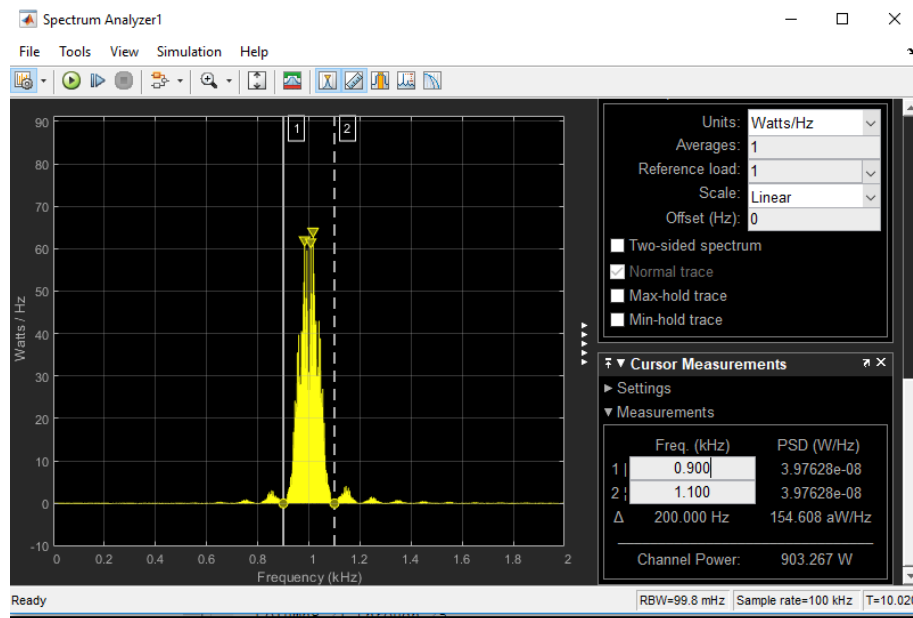 Spectrum Analyzer1
File Tools View Simulation Help
90
80
70
60
50
40
30
20
10
0
-10
Watts / Hz
1
2
0 0.2 0.4 0.6 0.8 1 1.2 1.4 1.6 1.8 2
Frequency (kHz)
Units: Watts/Hz
Averages: 1
Reference load: 1
Scale: Linear
Offset (Hz): 0
Two-sided spectrum
Normal trace
Max-hold trace
Min-hold trace
Cursor Measurements
Settings
Measurements
Freq. (kHz) PSD (W/Hz)
1 | 0.900 3.97628e-08
2 ¦ 1.100 3.97628e-08
Δ 200.000 Hz 154.608 aW/Hz
Channel Power: 903.267 W
Ready RBW=99.8 mHz Sample rate=100 kHz T=10.020